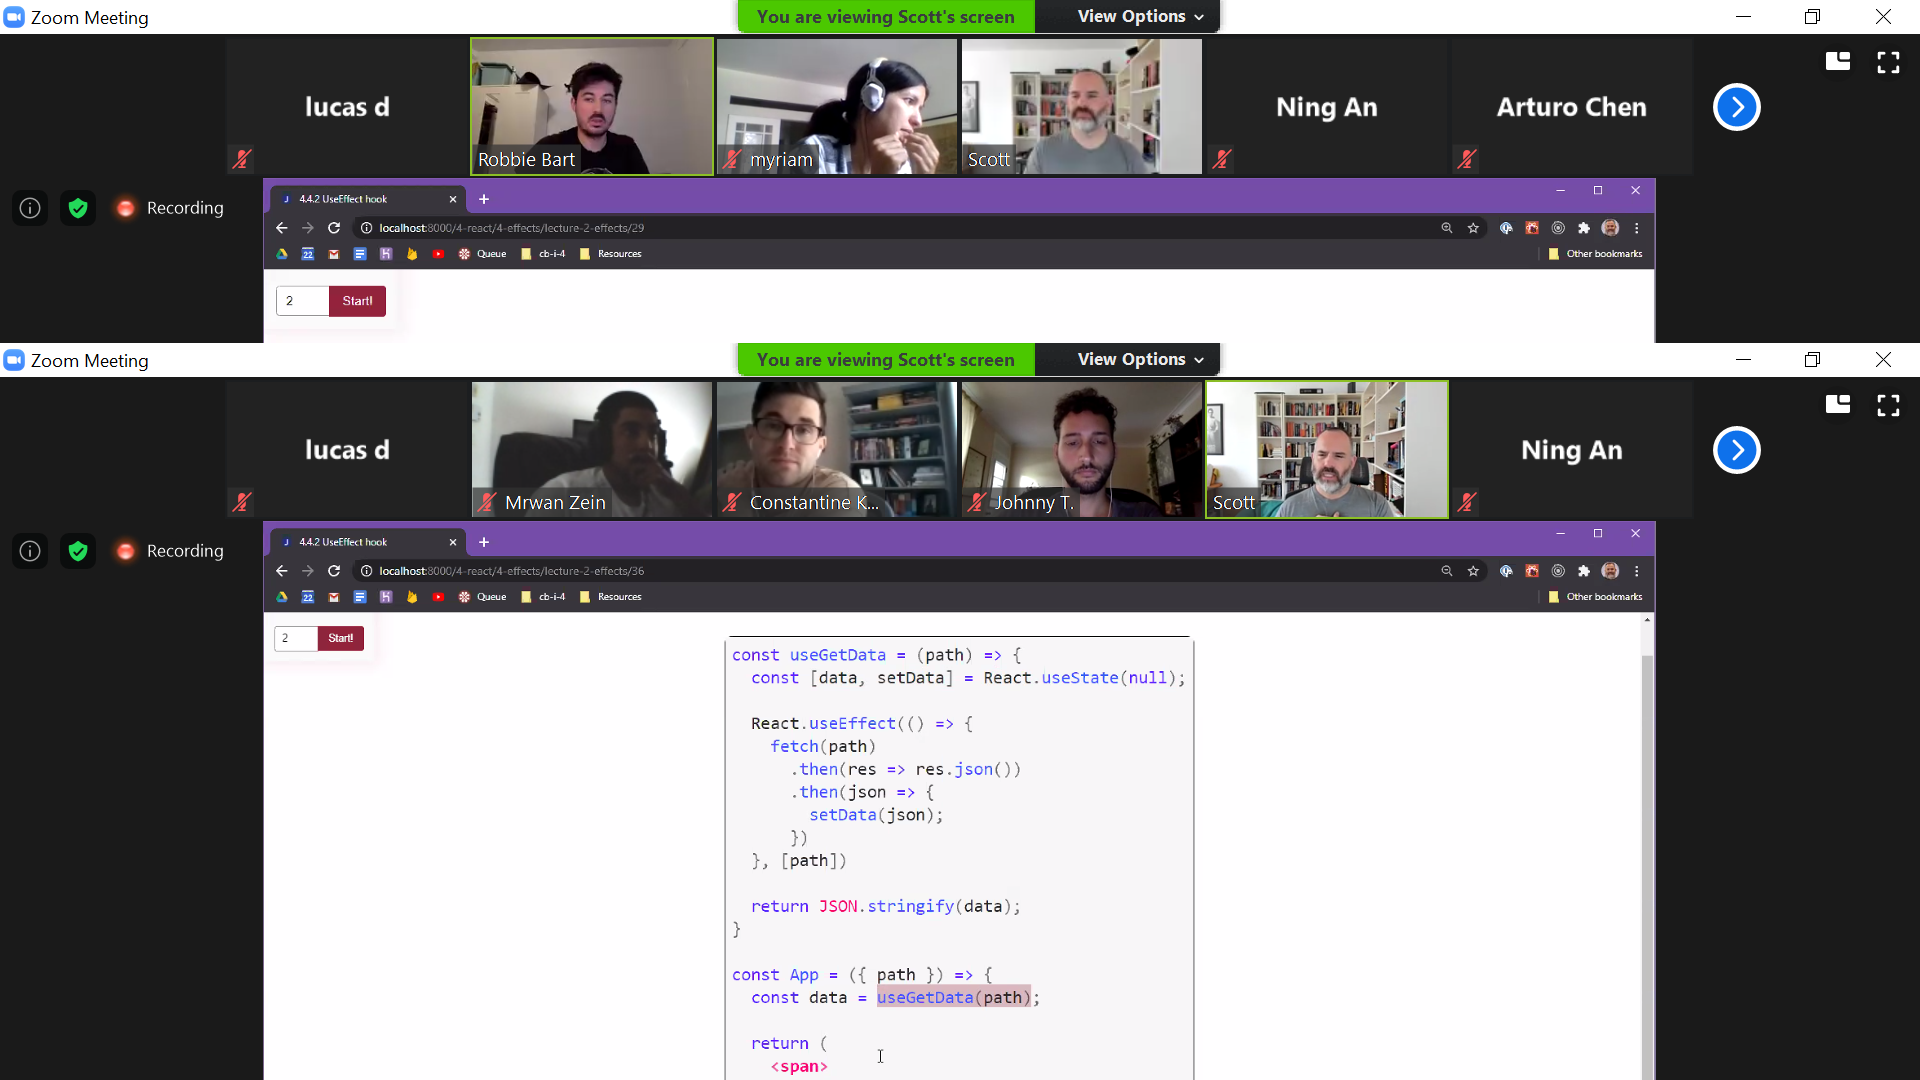 Zoom Meeting
You are viewing Scott's screen
View Options
lucas d
Robbie Bart
myriam
Scott
Ning An
Arturo Chen
Recording
4.4.2 UseEffect hook
localhost:8000/4-react/4-effects/lecture-2-effects/29
22
Queue
cb-i-4
Resources
Other bookmarks
2
Start!
Zoom Meeting
You are viewing Scott's screen
View Options
lucas d
Mrwan Zein
Constantine K...
Johnny T.
Scott
Ning An
Recording
4.4.2 UseEffect hook
localhost:8000/4-react/4-effects/lecture-2-effects/36
22
Queue
cb-i-4
Resources
Other bookmarks
2
Start!
const useGetData = (path) => {
const [data, setData] = React.useState(null);
React.useEffect(() => {
fetch(path)
.then(res => res.json())
.then(json => {
setData(json);
})
}, [path])
return JSON.stringify(data);
}
const App = ({ path }) => {
const data = useGetData(path);
return (
<span>